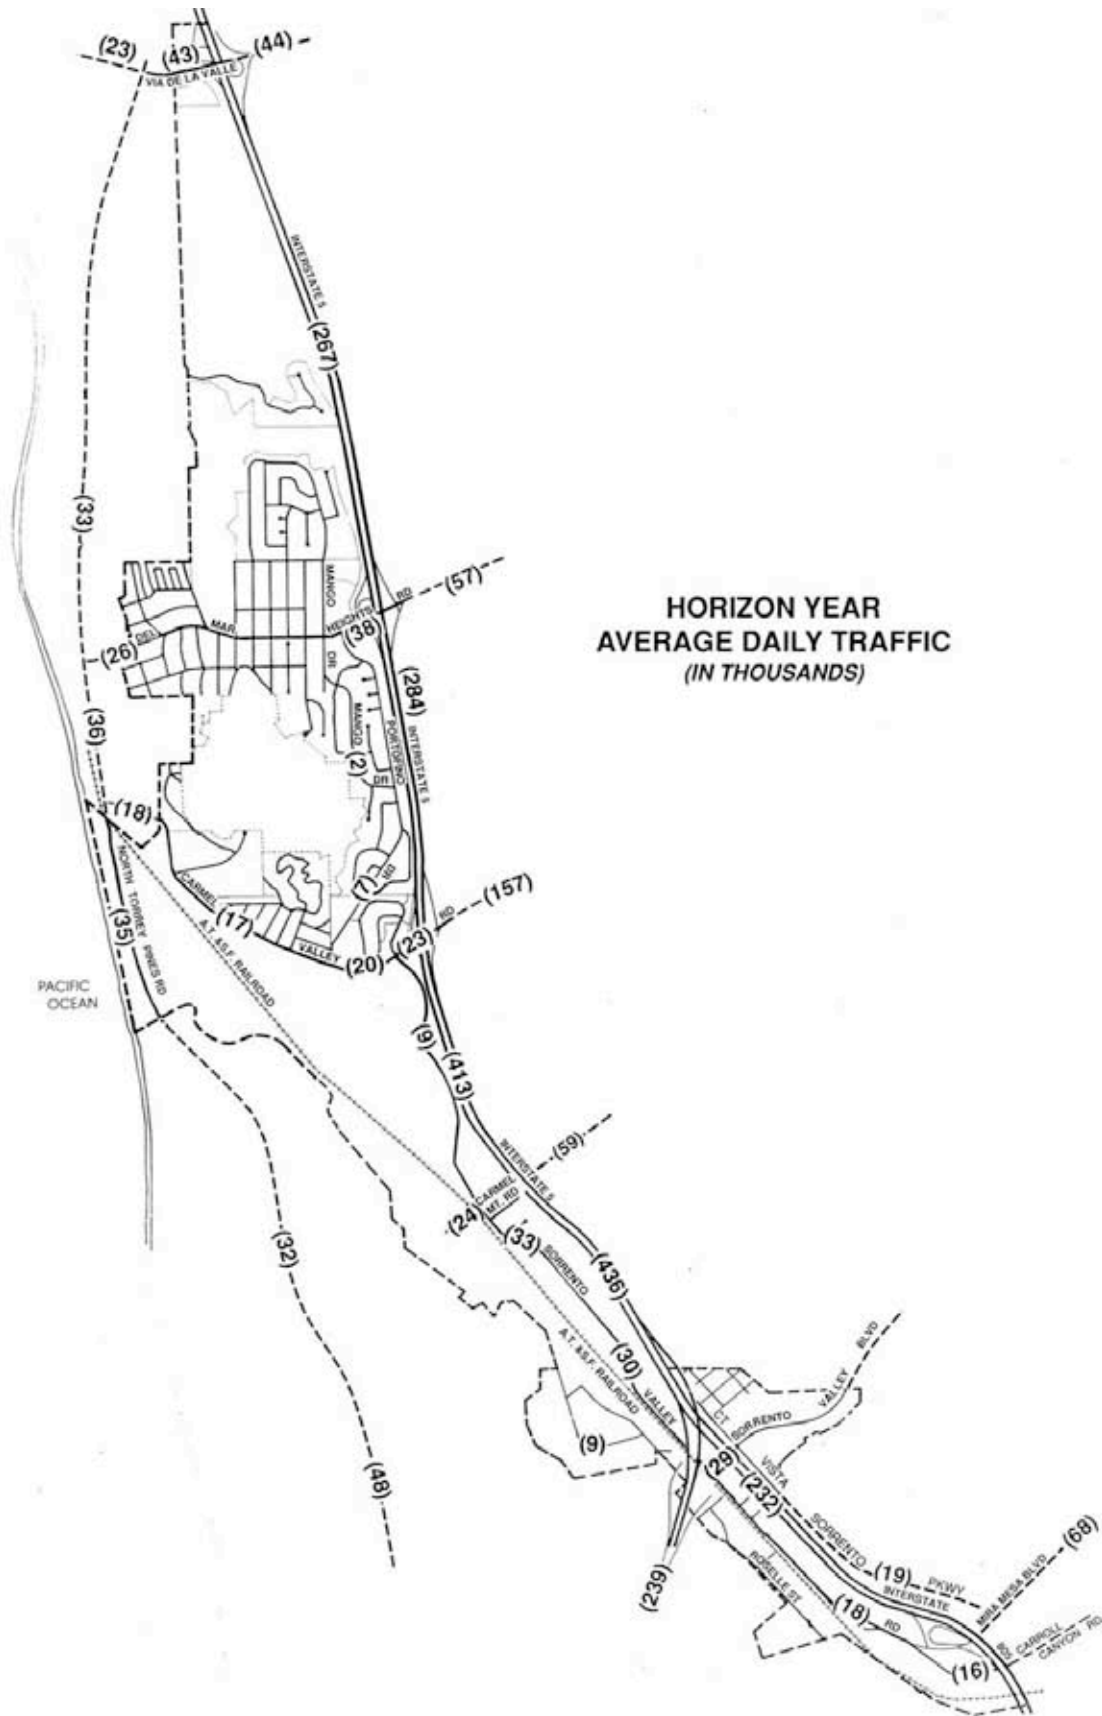 (23)
(43)
(44)
VIA DE LA VALLE
INTERSTATE 5
(267)
(33)
MANGO
DR
RD
(57)
HEIGHTS
(38)
MAR
DEL
(26)
HORIZON YEAR
AVERAGE DAILY TRAFFIC
(IN THOUSANDS)
(284)
(36)
MANGO
(2)
DR
PORTOFINO
INTERSTATE 5
(18)
DR
(7)
CARMEL
(17)
VALLEY
(20)
(23)
RD
(157)
NORTH TORREY PINES RD
(35)
A.T. &S.F. RAILROAD
PACIFIC
OCEAN
(9)
(413)
(59)
INTERSTATE 5
CARMEL
MT. RD
(24)
(33)
SORRENTO
(32)
(436)
A.T. &S.F. RAILROAD
(30)
VALLEY
BLVD
VALLEY
SORRENTO
CT
VISTA
(9)
(29)
(232)
(48)
SORRENTO
(19)
PKWY
INTERSTATE
805
MIRA MESA BLVD
(68)
(239)
ROSELLE ST
(18)
RD
CARROLL
CANYON RD
(16)